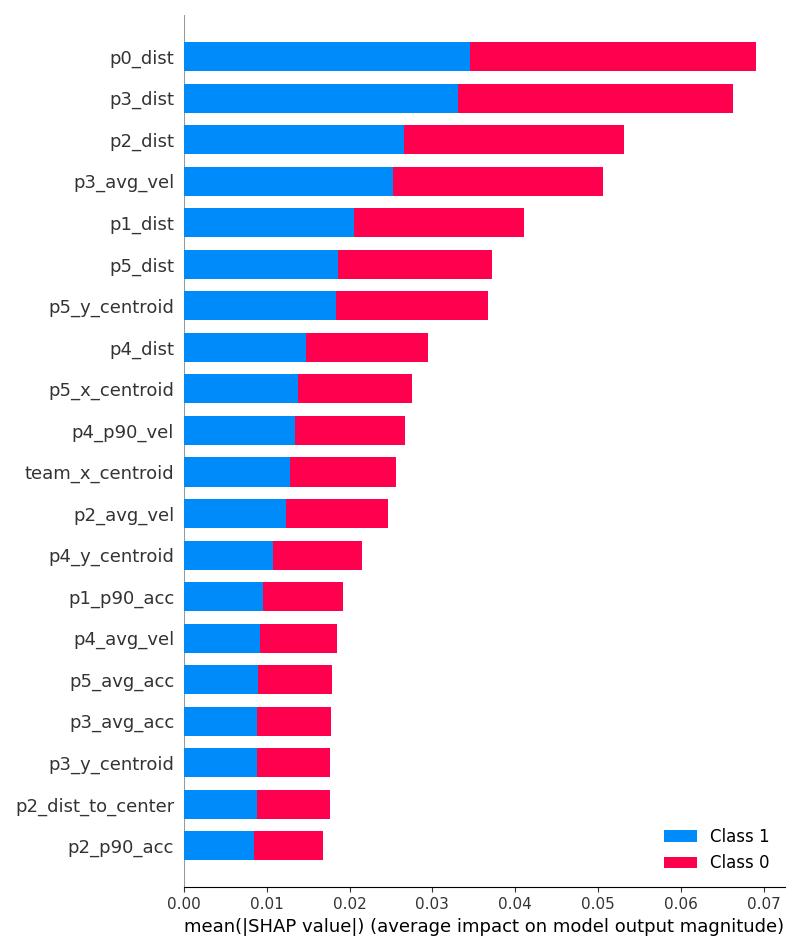 p0_dist
p3_dist
p2_dist
p3_avg_vel
p1_dist
p5_dist
p5_y_centroid
p4_dist
p5_x_centroid
p4_p90_vel
team_x_centroid
p2_avg_vel
p4_y_centroid
p1_p90_acc
p4_avg_vel
p5_avg_acc
p3_avg_acc
p3_y_centroid
p2_dist_to_center
p2_p90_acc
Class 1
Class 0
0.00 0.01 0.02 0.03 0.04 0.05 0.06 0.07
mean(|SHAP value|) (average impact on model output magnitude)